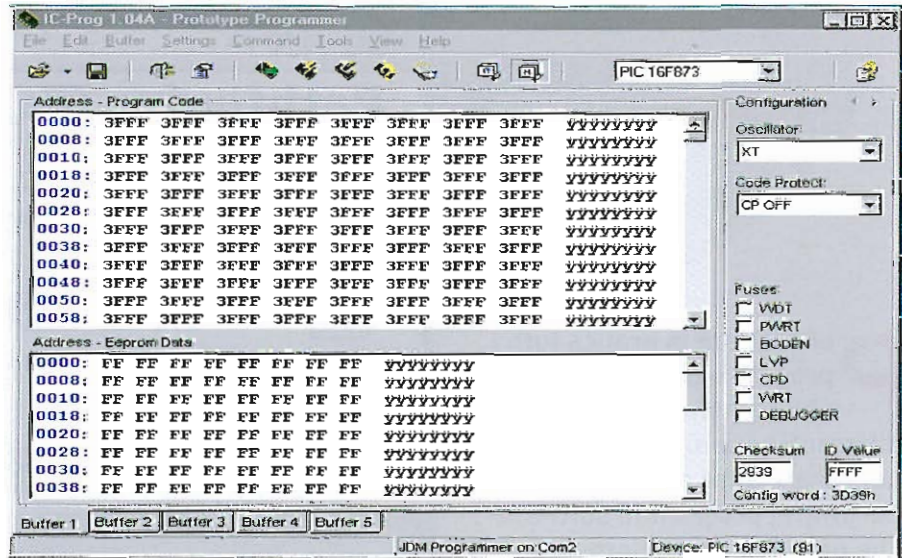 IC-Prog 1.04A - Prototype Programmer
File Edit Buffer Settings Command Tools View Help
PIC 16F873
Address - Program Code
0000: 3FFF 3FFF 3FFF 3FFF 3FFF 3FFF 3FFF 3FFF ÿÿÿÿÿÿÿÿ
0008: 3FFF 3FFF 3FFF 3FFF 3FFF 3FFF 3FFF 3FFF ÿÿÿÿÿÿÿÿ
0010: 3FFF 3FFF 3FFF 3FFF 3FFF 3FFF 3FFF 3FFF ÿÿÿÿÿÿÿÿ
0018: 3FFF 3FFF 3FFF 3FFF 3FFF 3FFF 3FFF 3FFF ÿÿÿÿÿÿÿÿ
0020: 3FFF 3FFF 3FFF 3FFF 3FFF 3FFF 3FFF 3FFF ÿÿÿÿÿÿÿÿ
0028: 3FFF 3FFF 3FFF 3FFF 3FFF 3FFF 3FFF 3FFF ÿÿÿÿÿÿÿÿ
0030: 3FFF 3FFF 3FFF 3FFF 3FFF 3FFF 3FFF 3FFF ÿÿÿÿÿÿÿÿ
0038: 3FFF 3FFF 3FFF 3FFF 3FFF 3FFF 3FFF 3FFF ÿÿÿÿÿÿÿÿ
0040: 3FFF 3FFF 3FFF 3FFF 3FFF 3FFF 3FFF 3FFF ÿÿÿÿÿÿÿÿ
0048: 3FFF 3FFF 3FFF 3FFF 3FFF 3FFF 3FFF 3FFF ÿÿÿÿÿÿÿÿ
0050: 3FFF 3FFF 3FFF 3FFF 3FFF 3FFF 3FFF 3FFF ÿÿÿÿÿÿÿÿ
0058: 3FFF 3FFF 3FFF 3FFF 3FFF 3FFF 3FFF 3FFF ÿÿÿÿÿÿÿÿ
Address - Eeprom Data
0000: FF FF FF FF FF FF FF FF ÿÿÿÿÿÿÿÿ
0008: FF FF FF FF FF FF FF FF ÿÿÿÿÿÿÿÿ
0010: FF FF FF FF FF FF FF FF ÿÿÿÿÿÿÿÿ
0018: FF FF FF FF FF FF FF FF ÿÿÿÿÿÿÿÿ
0020: FF FF FF FF FF FF FF FF ÿÿÿÿÿÿÿÿ
0028: FF FF FF FF FF FF FF FF ÿÿÿÿÿÿÿÿ
0030: FF FF FF FF FF FF FF FF ÿÿÿÿÿÿÿÿ
0038: FF FF FF FF FF FF FF FF ÿÿÿÿÿÿÿÿ
Configuration
Oscillator:
XT
Code Protect:
CP OFF
Fuses:
WDT
PWRT
BODEN
LVP
CPD
WRT
DEBUGGER
Checksum ID Value
2939 FFFF
Config word : 3D39h
Buffer 1 Buffer 2 Buffer 3 Buffer 4 Buffer 5
JDM Programmer on Com2 Device: PIC 16F873 (91)